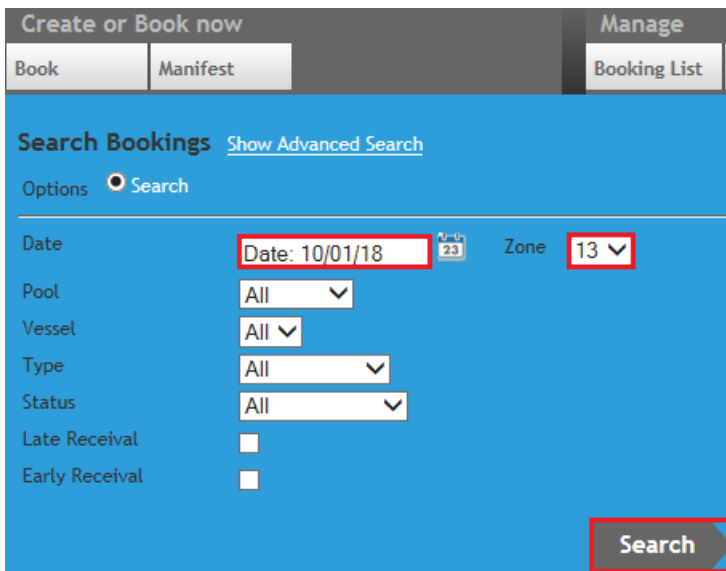 Create or Book now Manage
Book Manifest Booking List
Search Bookings Show Advanced Search
Options Search
Date Date: 10/01/18 23 Zone 13
Pool All
Vessel All
Type All
Status All
Late Receival
Early Receival
Search